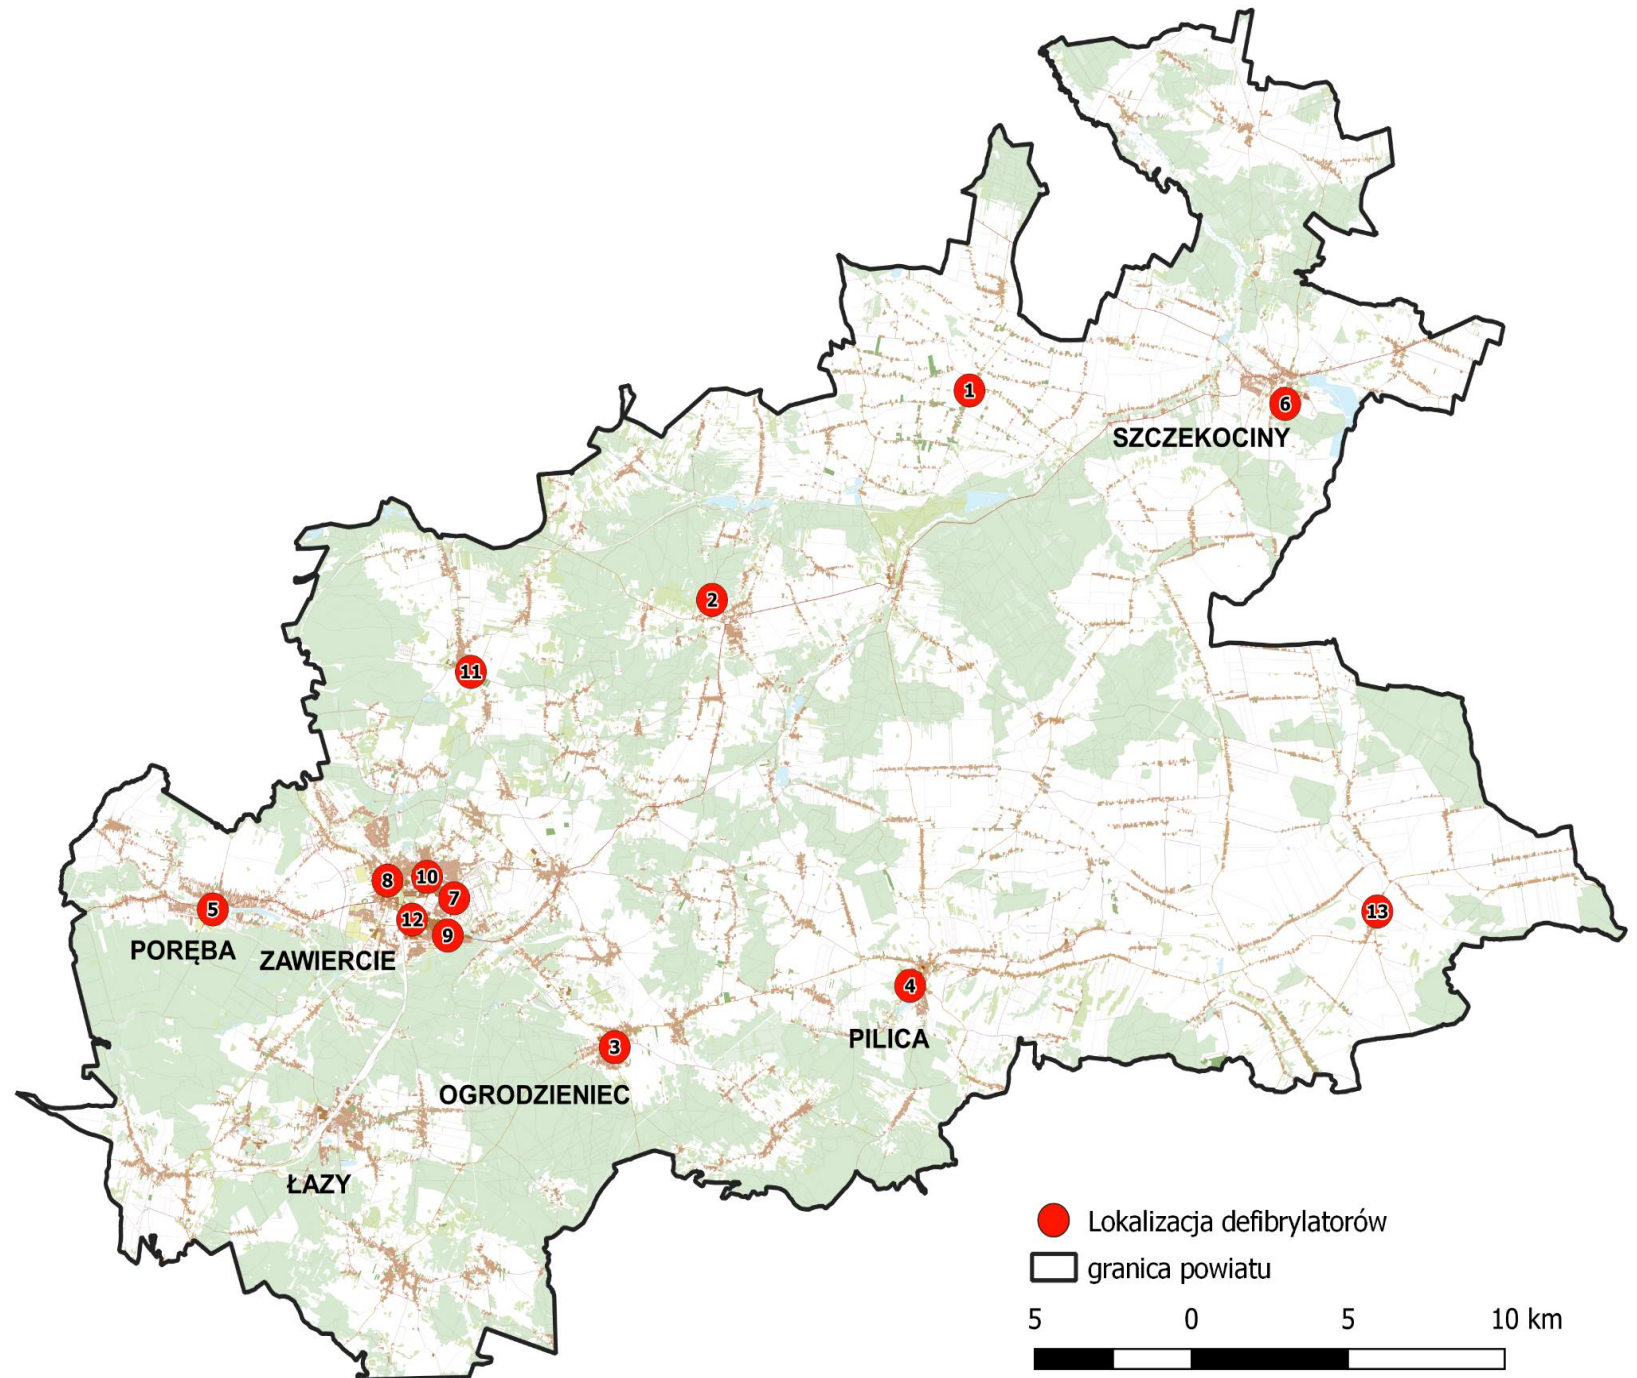 1
6
SZCZEKOCINY
2
11
8
10
7
5
12
9
13
PORĘBA
ZAWIERCIE
4
PILICA
3
OGRODZIENIEC
ŁAZY
Lokalizacja defibrylatorów
granica powiatu
5 0 5 10 km